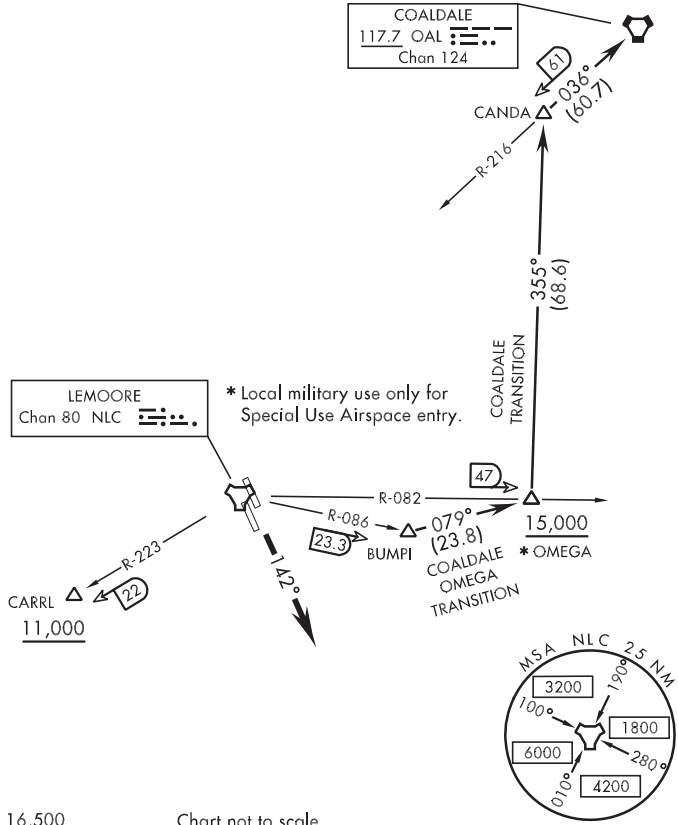 COALDALE
117.7 OAL
Chan 124
61
036°
(60.7)
CANDA
R-216
355°
(68.6)
COALDALE
TRANSITION
LEMOORE
Chan 80 NLC
* Local military use only for
Special Use Airspace entry.
47
R-082
R-086
079°
(23.8)
15,000
* OMEGA
23.3
BUMPI
COALDALE
OMEGA
TRANSITION
142°
R-223
22
CARRL
11,000
MSA NLC 25 NM
3200
190°
100°
1800
6000
280°
010°
4200
16,500
Chart not to scale